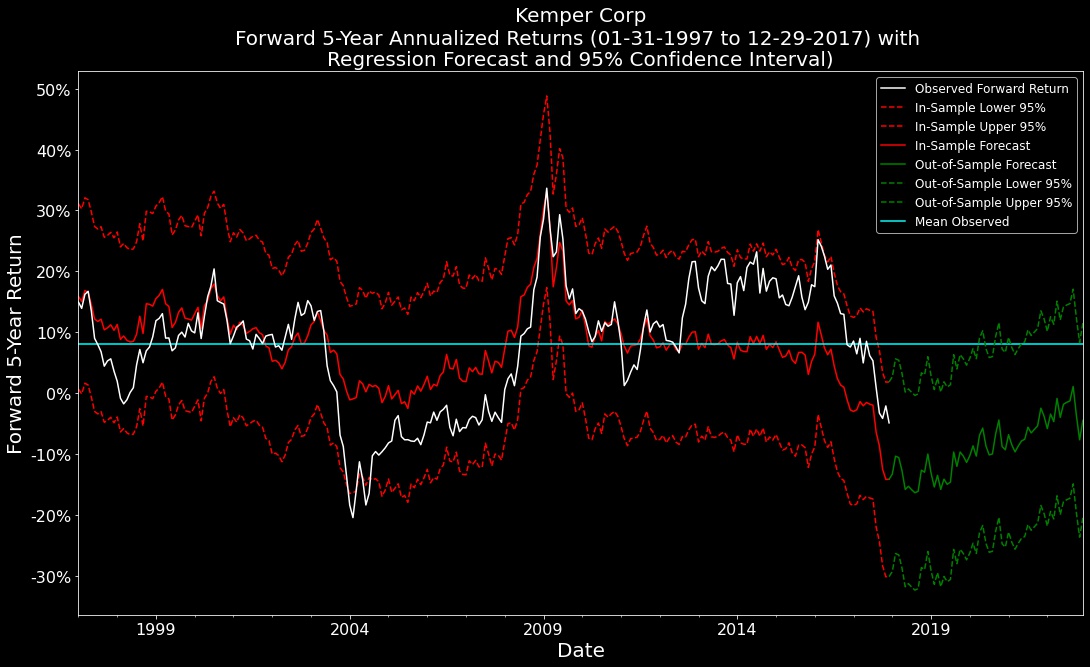 Kemper Corp
Forward 5-Year Annualized Returns (01-31-1997 to 12-29-2017) with
Regression Forecast and 95% Confidence Interval)
Observed Forward Return
In-Sample Lower 95%
In-Sample Upper 95%
In-Sample Forecast
Out-of-Sample Forecast
Out-of-Sample Lower 95%
Out-of-Sample Upper 95%
Mean Observed
Forward 5-Year Return
50%
40%
30%
20%
10%
0%
-10%
-20%
-30%
1999
2004
2009
2014
2019
Date